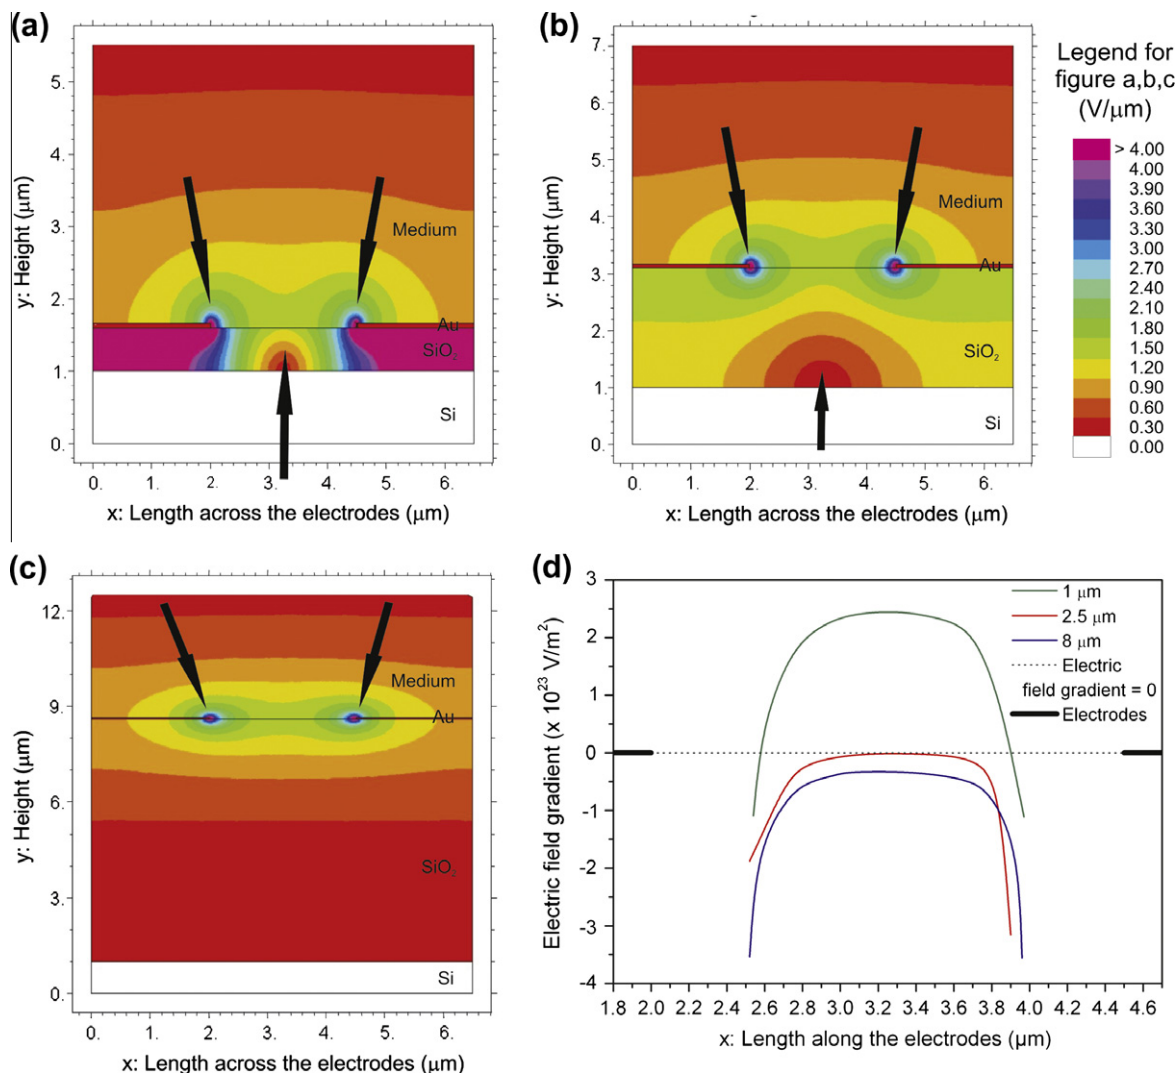 (a)
5.
4.
3.
2.
1.
0.
y: Height (µm)
Medium
Au
SiO₂
Si
0. 1. 2. 3. 4. 5. 6.
x: Length across the electrodes (µm)
(b)
7.
6.
5.
4.
3.
2.
1.
0.
y: Height (µm)
Medium
Au
SiO₂
Si
0. 1. 2. 3. 4. 5. 6.
x: Length across the electrodes (µm)
Legend for
figure a,b,c
(V/µm)
> 4.00
4.00
3.90
3.60
3.30
3.00
2.70
2.40
2.10
1.80
1.50
1.20
0.90
0.60
0.30
0.00
(c)
12.
9.
6.
3.
0.
y: Height (µm)
Medium
Au
SiO₂
Si
0. 1. 2. 3. 4. 5. 6.
x: Length across the electrodes (µm)
(d)
3
2
1
0
-1
-2
-3
-4
Electric field gradient (x 10²³ V/m²)
1 µm
2.5 µm
8 µm
Electric
field gradient = 0
Electrodes
1.8 2.0 2.2 2.4 2.6 2.8 3.0 3.2 3.4 3.6 3.8 4.0 4.2 4.4 4.6
x: Length along the electrodes (µm)